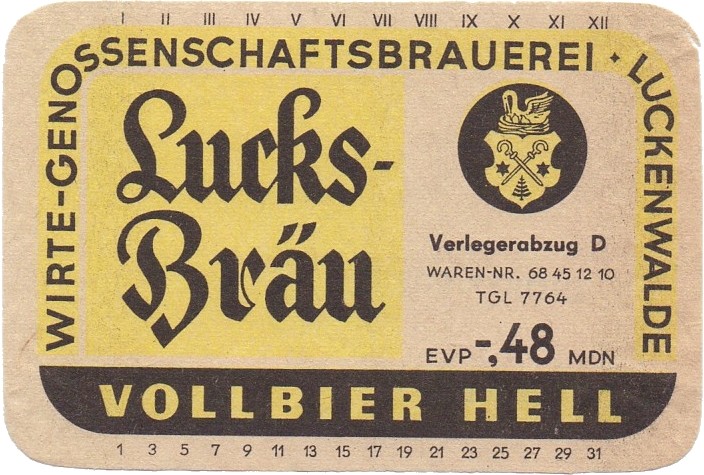 I II III IV V VI VII VIII IX X XI XII
WIRTE-GENOSSENSCHAFTSBRAUEREI · LUCKENWALDE
Lucks-
Bräu
Verlegerabzug D
WAREN-NR. 68 45 12 10
TGL 7764
EVP -,48 MDN
VOLLBIER HELL
1 3 5 7 9 11 13 15 17 19 21 23 25 27 29 31